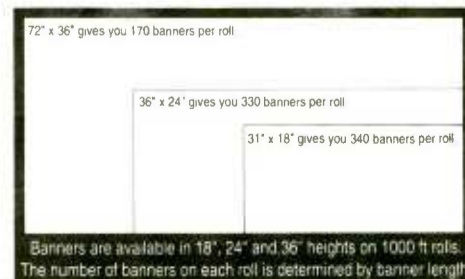 72" x 36" gives you 170 banners per roll
36" x 24" gives you 330 banners per roll
31" x 18" gives you 340 banners per roll
Banners are available in 18", 24" and 36" heights on 1000 ft rolls.
The number of banners on each roll is determined by banner length